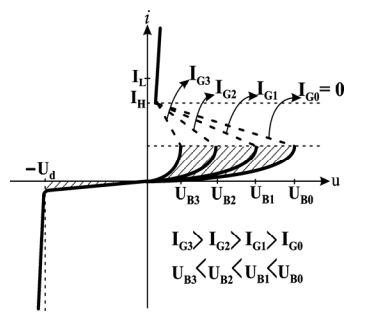 i
I_L
I_H
I_G3
I_G2
I_G1
I_G0 = 0
−U_d
u
U_B3 U_B2 U_B1 U_B0
I_G3 > I_G2 > I_G1 > I_G0
U_B3 < U_B2 < U_B1 < U_B0